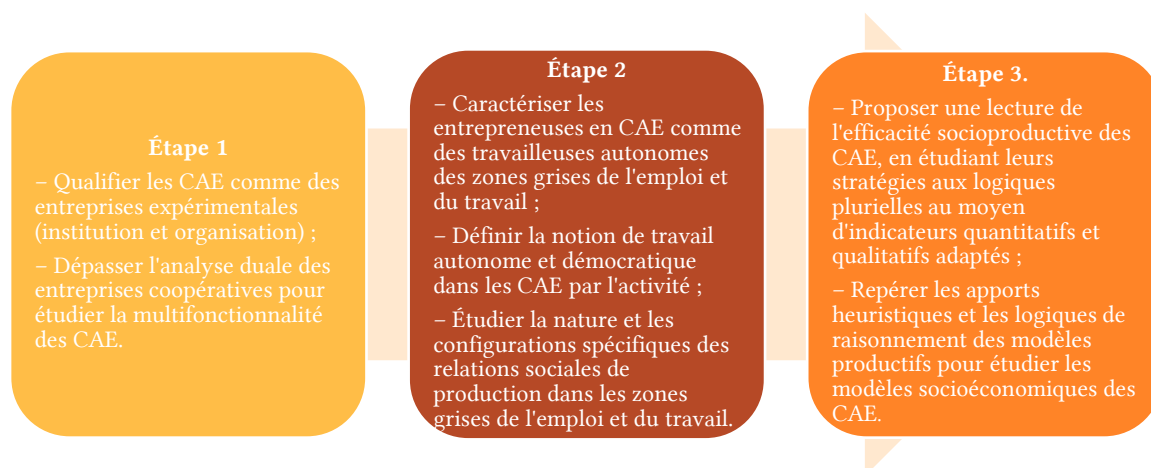 Étape 1
– Qualifier les CAE comme des
entreprises expérimentales
(institution et organisation) ;
– Dépasser l'analyse duale des
entreprises coopératives pour
étudier la multifonctionnalité
des CAE.
Étape 2
– Caractériser les
entrepreneuses en CAE comme
des travailleuses autonomes
des zones grises de l'emploi et
du travail ;
– Définir la notion de travail
autonome et démocratique
dans les CAE par l'activité ;
– Étudier la nature et les
configurations spécifiques des
relations sociales de
production dans les zones
grises de l'emploi et du travail.
Étape 3.
– Proposer une lecture de
l'efficacité socioproductive des
CAE, en étudiant leurs
stratégies aux logiques
plurielles au moyen
d'indicateurs quantitatifs et
qualitatifs adaptés ;
– Repérer les apports
heuristiques et les logiques de
raisonnement des modèles
productifs pour étudier les
modèles socioéconomiques des
CAE.